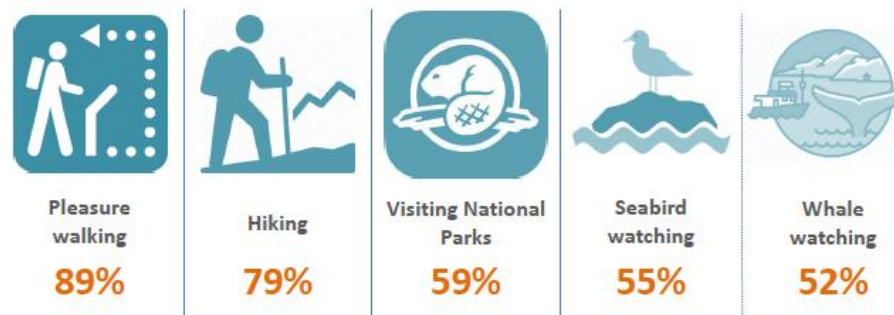 Pleasure
walking
89%
Hiking
79%
Visiting National
Parks
59%
Seabird
watching
55%
Whale
watching
52%